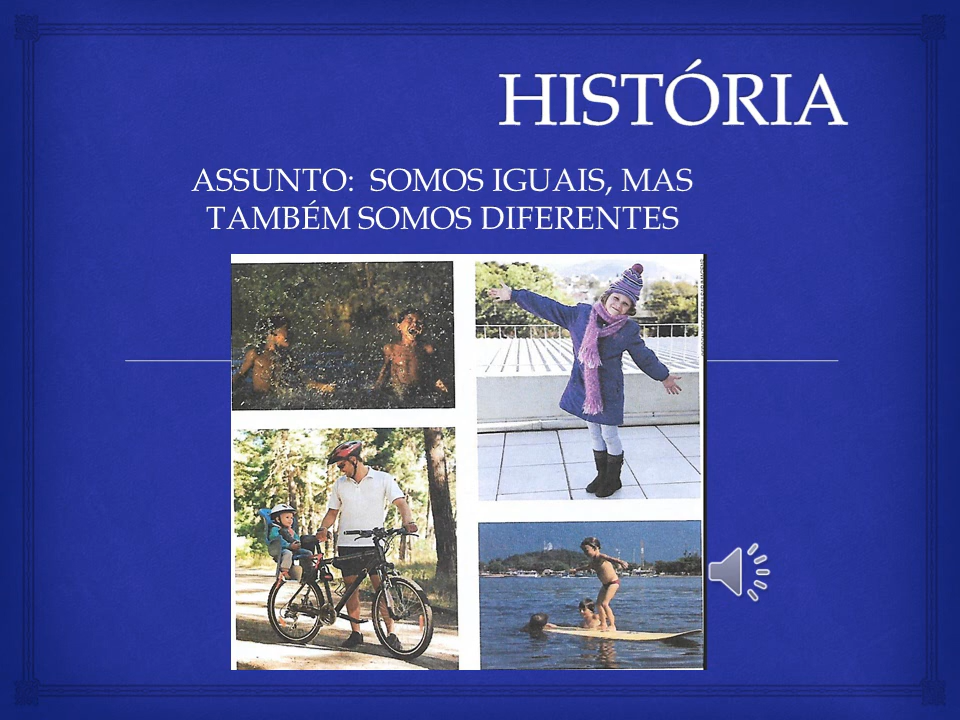 HISTÓRIA
ASSUNTO:  SOMOS IGUAIS, MAS
TAMBÉM SOMOS DIFERENTES